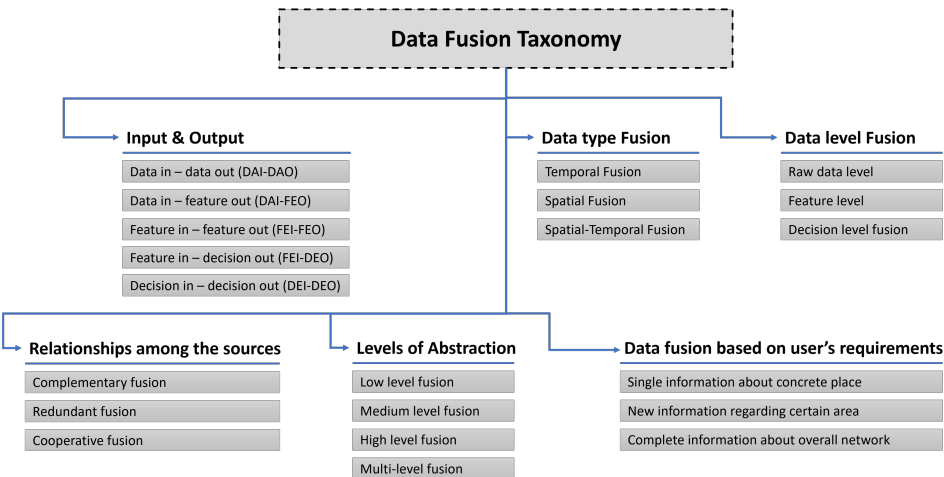 Data Fusion Taxonomy
Input & Output
Data in – data out (DAI-DAO)
Data in – feature out (DAI-FEO)
Feature in – feature out (FEI-FEO)
Feature in – decision out (FEI-DEO)
Decision in – decision out (DEI-DEO)
Data type Fusion
Temporal Fusion
Spatial Fusion
Spatial-Temporal Fusion
Data level Fusion
Raw data level
Feature level
Decision level fusion
Relationships among the sources
Complementary fusion
Redundant fusion
Cooperative fusion
Levels of Abstraction
Low level fusion
Medium level fusion
High level fusion
Multi-level fusion
Data fusion based on user’s requirements
Single information about concrete place
New information regarding certain area
Complete information about overall network